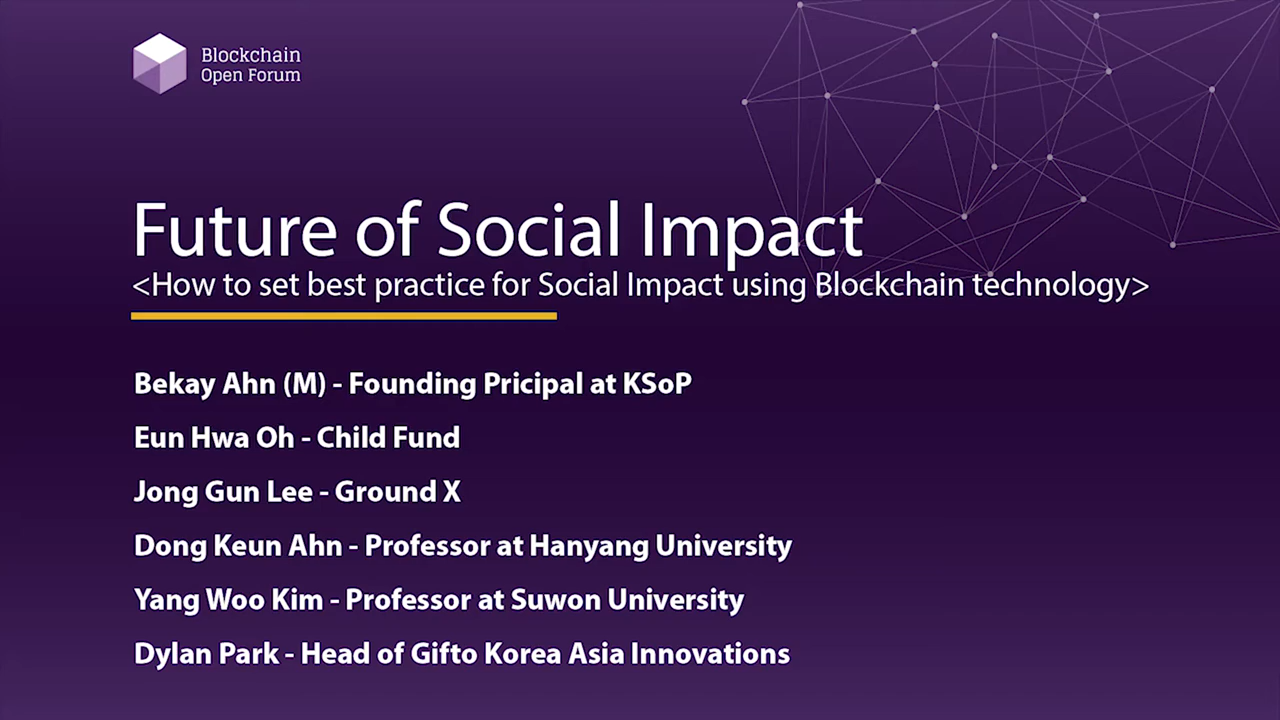 Blockchain
Open Forum
Future of Social Impact
<How to set best practice for Social Impact using Blockchain technology>
Bekay Ahn (M) - Founding Pricipal at KSoP
Eun Hwa Oh - Child Fund
Jong Gun Lee - Ground X
Dong Keun Ahn - Professor at Hanyang University
Yang Woo Kim - Professor at Suwon University
Dylan Park - Head of Gifto Korea Asia Innovations